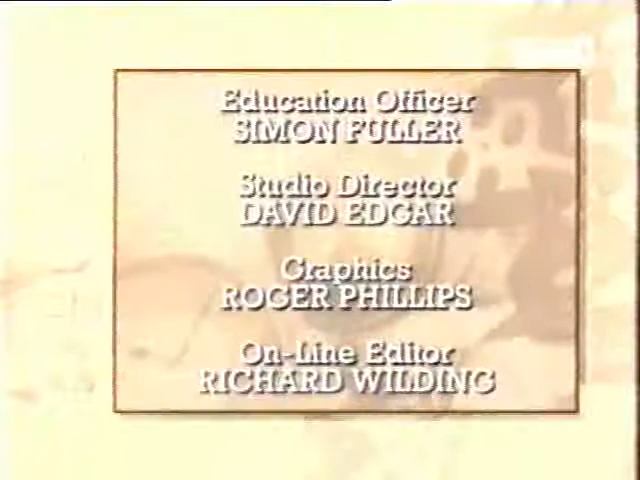 Education Officer
SIMON FULLER
Studio Director
DAVID EDGAR
Graphics
ROGER PHILLIPS
On-Line Editor
RICHARD WILDING